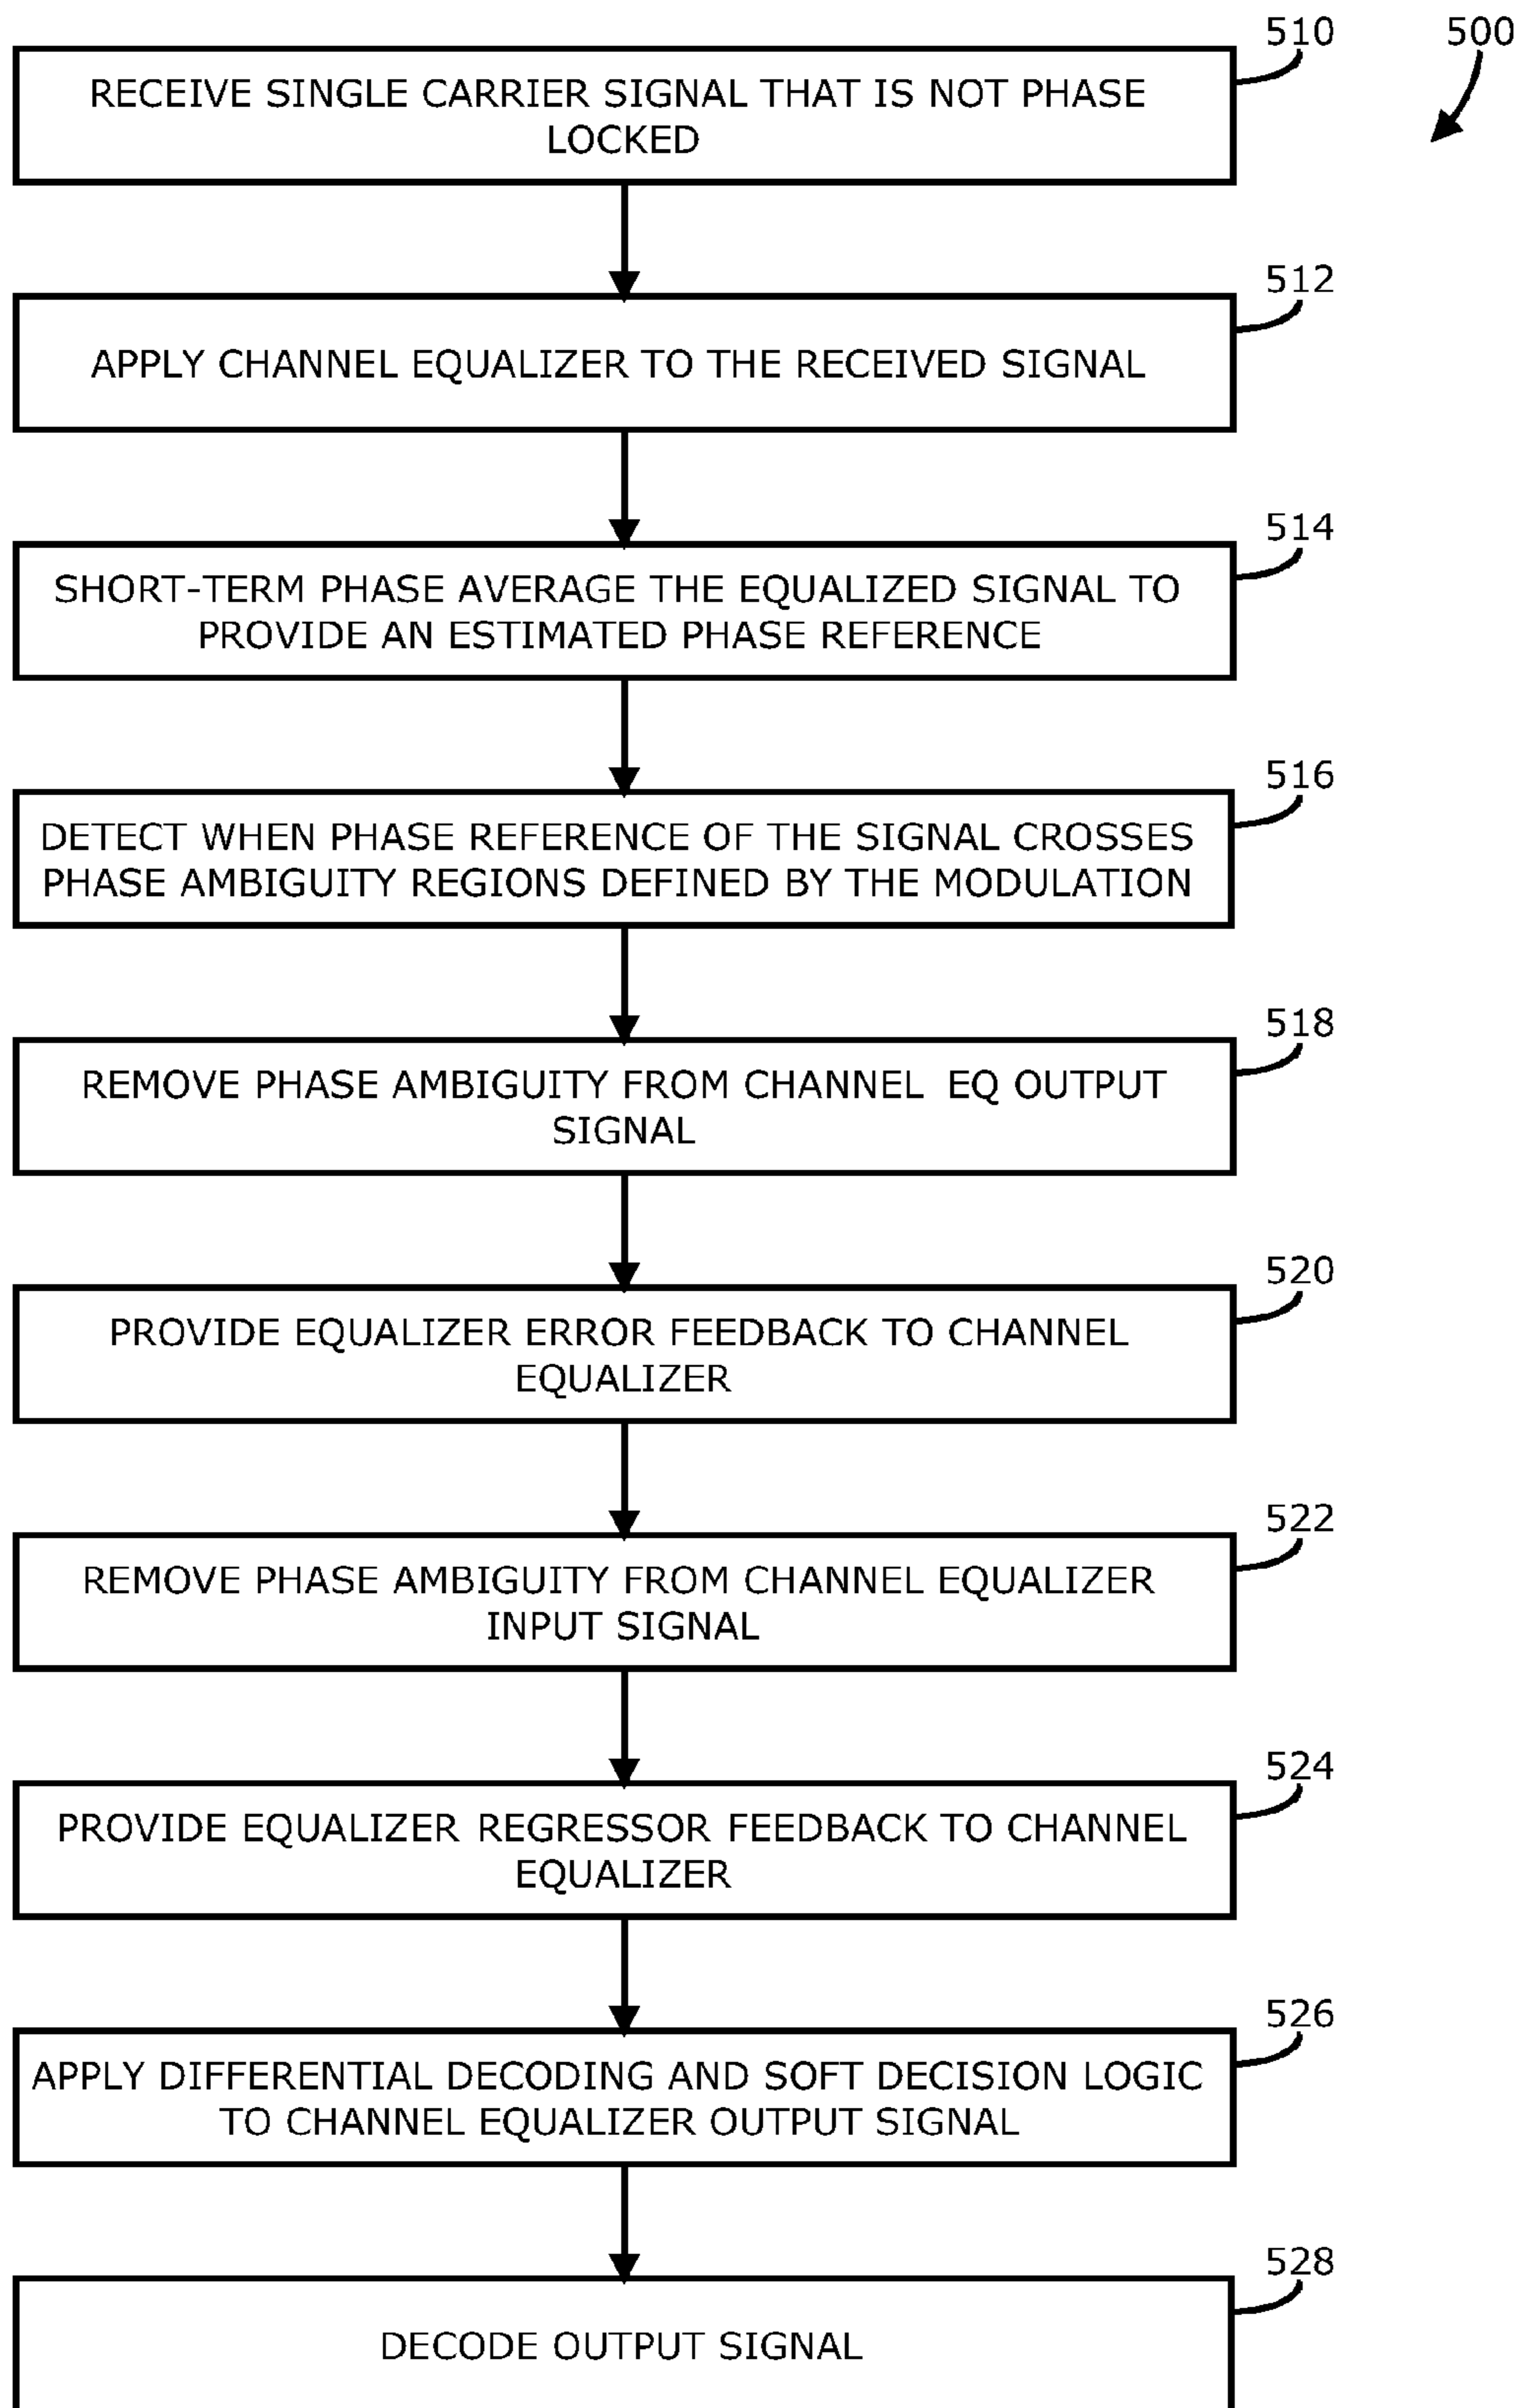 510
500
RECEIVE SINGLE CARRIER SIGNAL THAT IS NOT PHASE
LOCKED
512
APPLY CHANNEL EQUALIZER TO THE RECEIVED SIGNAL
514
SHORT-TERM PHASE AVERAGE THE EQUALIZED SIGNAL TO
PROVIDE AN ESTIMATED PHASE REFERENCE
516
DETECT WHEN PHASE REFERENCE OF THE SIGNAL CROSSES
PHASE AMBIGUITY REGIONS DEFINED BY THE MODULATION
518
REMOVE PHASE AMBIGUITY FROM CHANNEL EQ OUTPUT
SIGNAL
520
PROVIDE EQUALIZER ERROR FEEDBACK TO CHANNEL
EQUALIZER
522
REMOVE PHASE AMBIGUITY FROM CHANNEL EQUALIZER
INPUT SIGNAL
524
PROVIDE EQUALIZER REGRESSOR FEEDBACK TO CHANNEL
EQUALIZER
526
APPLY DIFFERENTIAL DECODING AND SOFT DECISION LOGIC
TO CHANNEL EQUALIZER OUTPUT SIGNAL
528
DECODE OUTPUT SIGNAL